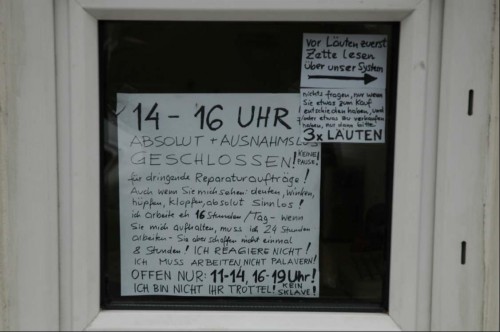 vor Läuten zuerst
Zette lesen
über unser System
nichts fragen, nur wenn
Sie etwas zum Kauf
entschieden haben, und
/oder etwas zu verkaufen
haben, nur dann bitte!
3x LÄUTEN
14 - 16 UHR
ABSOLUT + AUSNAHMSLOS
GESCHLOSSEN! KEINE PAUSE!
für dringende Reparaturaufträge!
Auch wenn Sie mich sehen: deuten, winken,
hüpfen, klopfen, absolut sinnlos!
ich arbeite eh 16 Stunden/Tag - wenn
Sie mich aufhalten, muss ich 24 Stunden
arbeiten - Sie aber schaffen nicht einmal
8 Stunden! ICH REAGIERE NICHT!
ICH MUSS ARBEITEN, NICHT PALAVERN!
OFFEN NUR: 11-14, 16-19 Uhr!
ICH BIN NICHT IHR TROTTEL! KEIN SKLAVE!